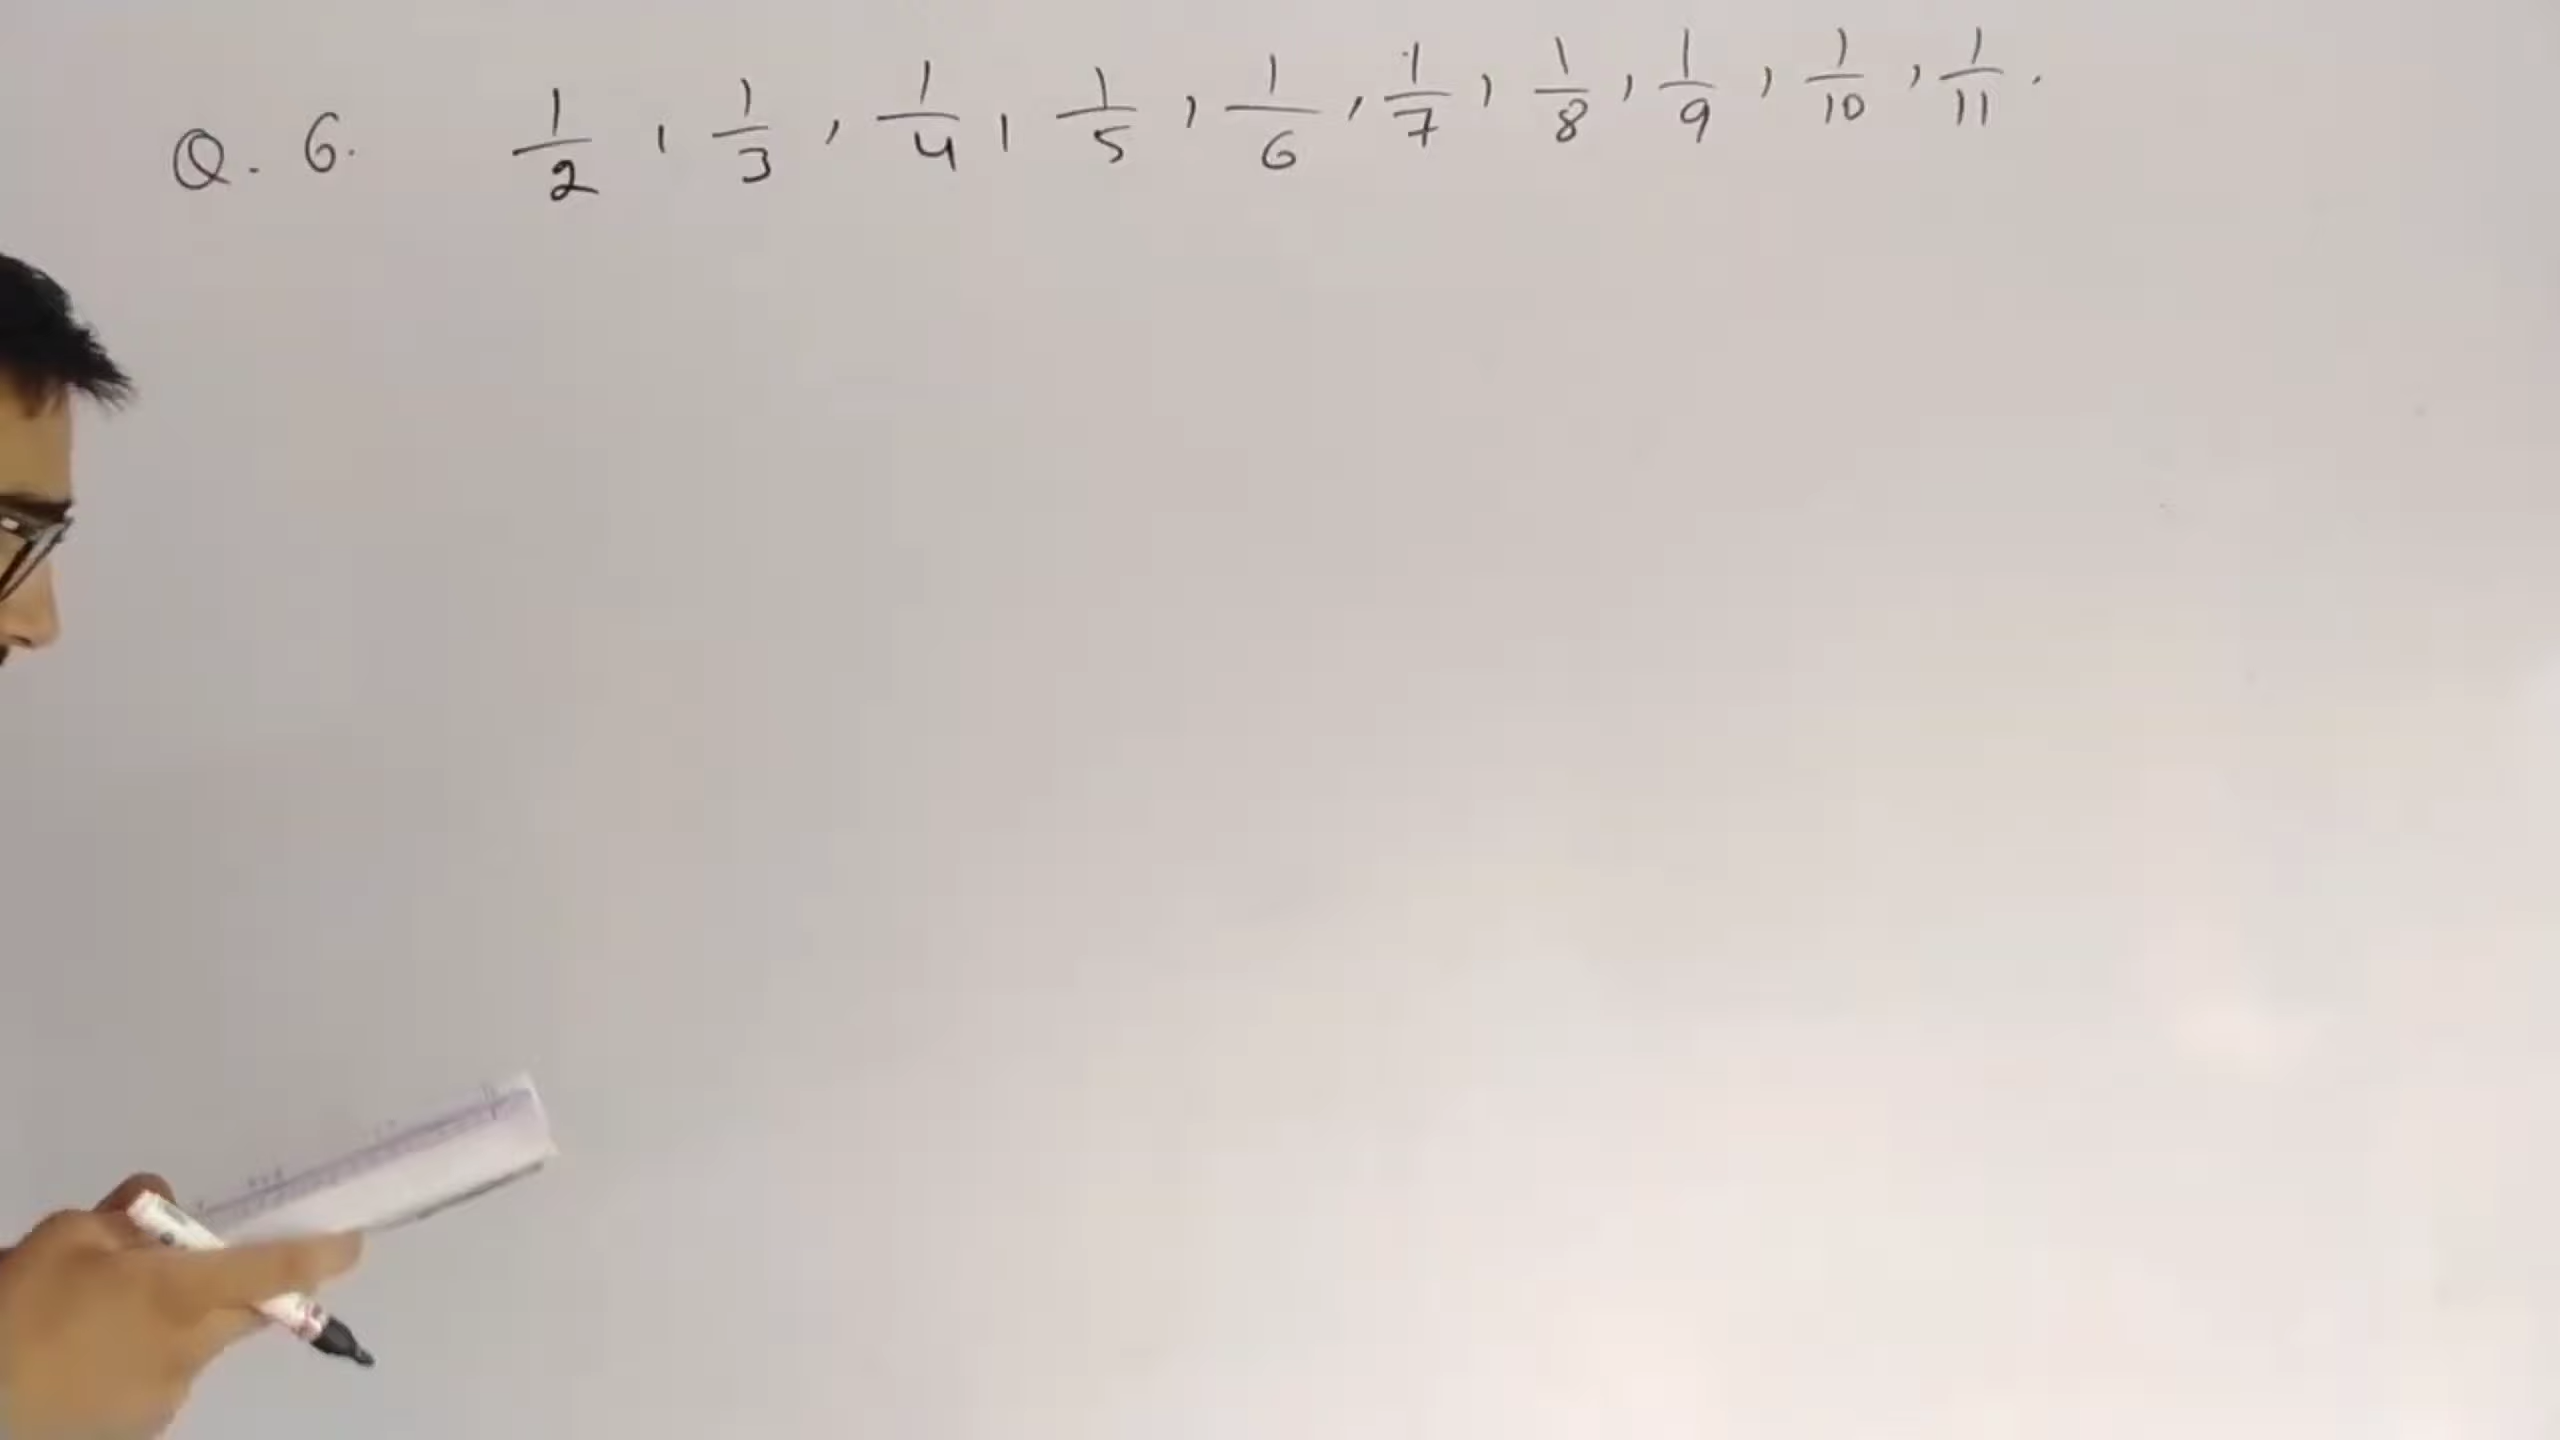 Q. 6. 1/2, 1/3, 1/4, 1/5, 1/6, 1/7, 1/8, 1/9, 1/10, 1/11.